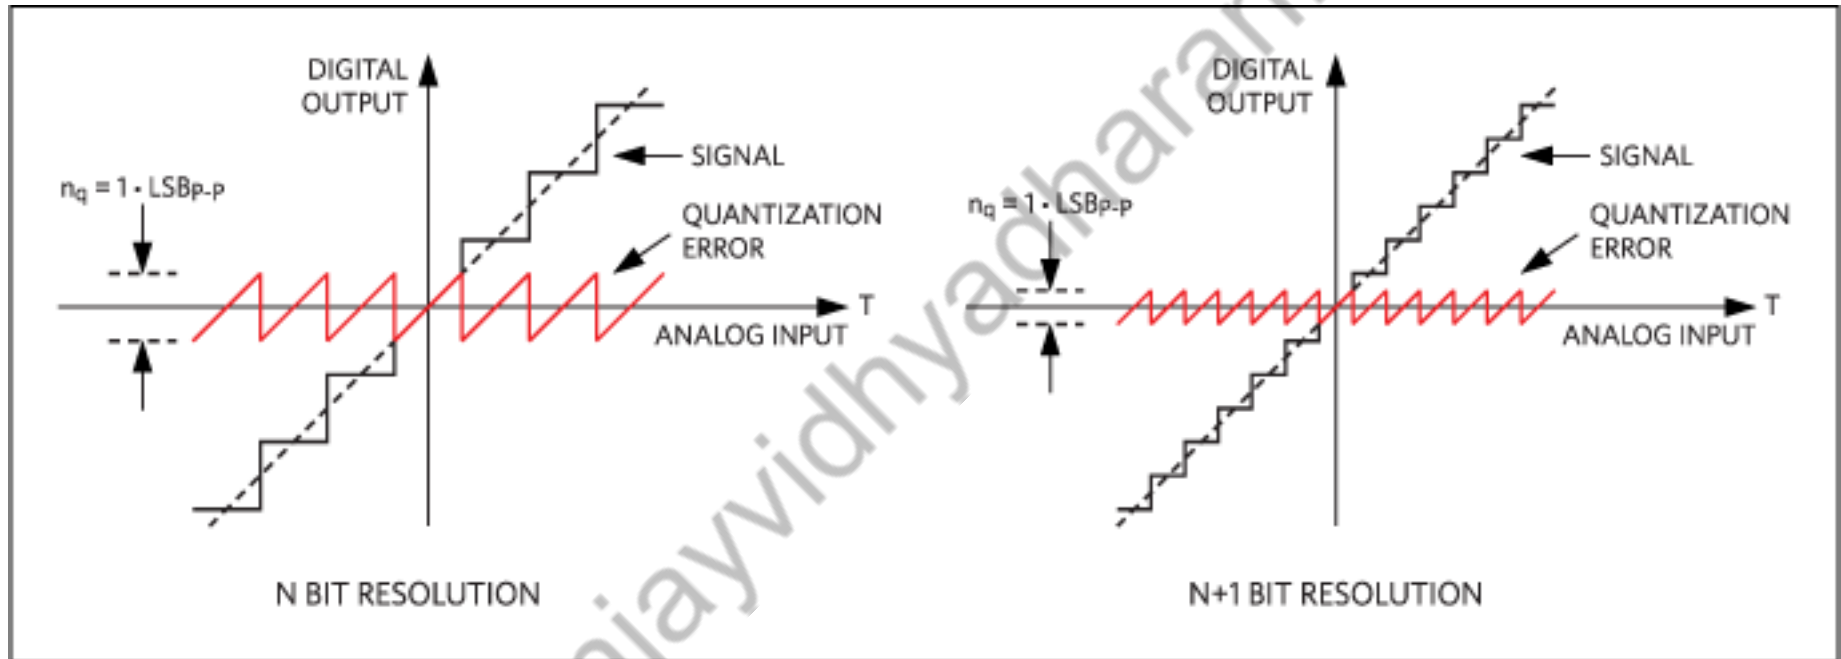 DIGITAL
OUTPUT
SIGNAL
nq = 1 · LSBP-P
QUANTIZATION
ERROR
T
ANALOG INPUT
N BIT RESOLUTION
DIGITAL
OUTPUT
SIGNAL
nq = 1 · LSBP-P
QUANTIZATION
ERROR
T
ANALOG INPUT
N+1 BIT RESOLUTION